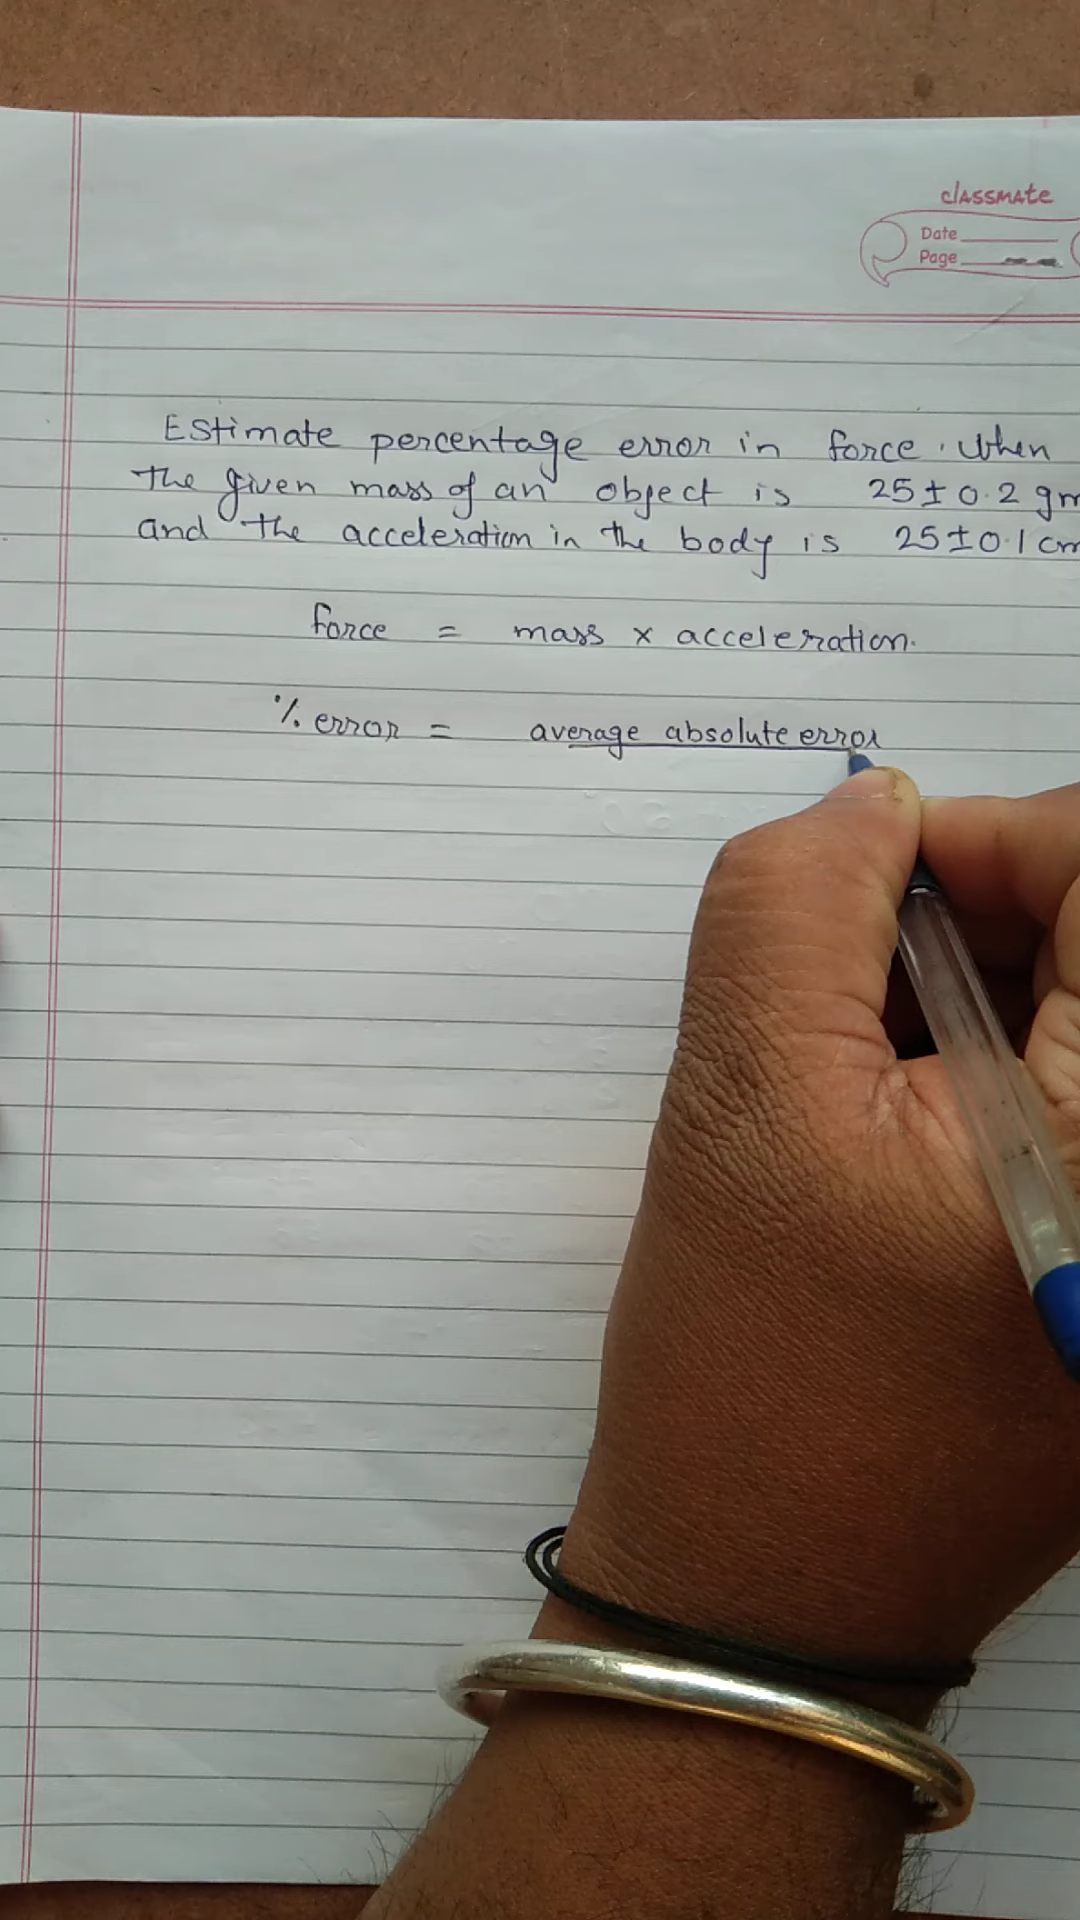 classmate
Date
Page
Estimate percentage error in force. When
the given mass of an object is 25±0.2 gm
and the acceleration in the body is 25±0.1 cm
force = mass x acceleration.
% error = average absolute error